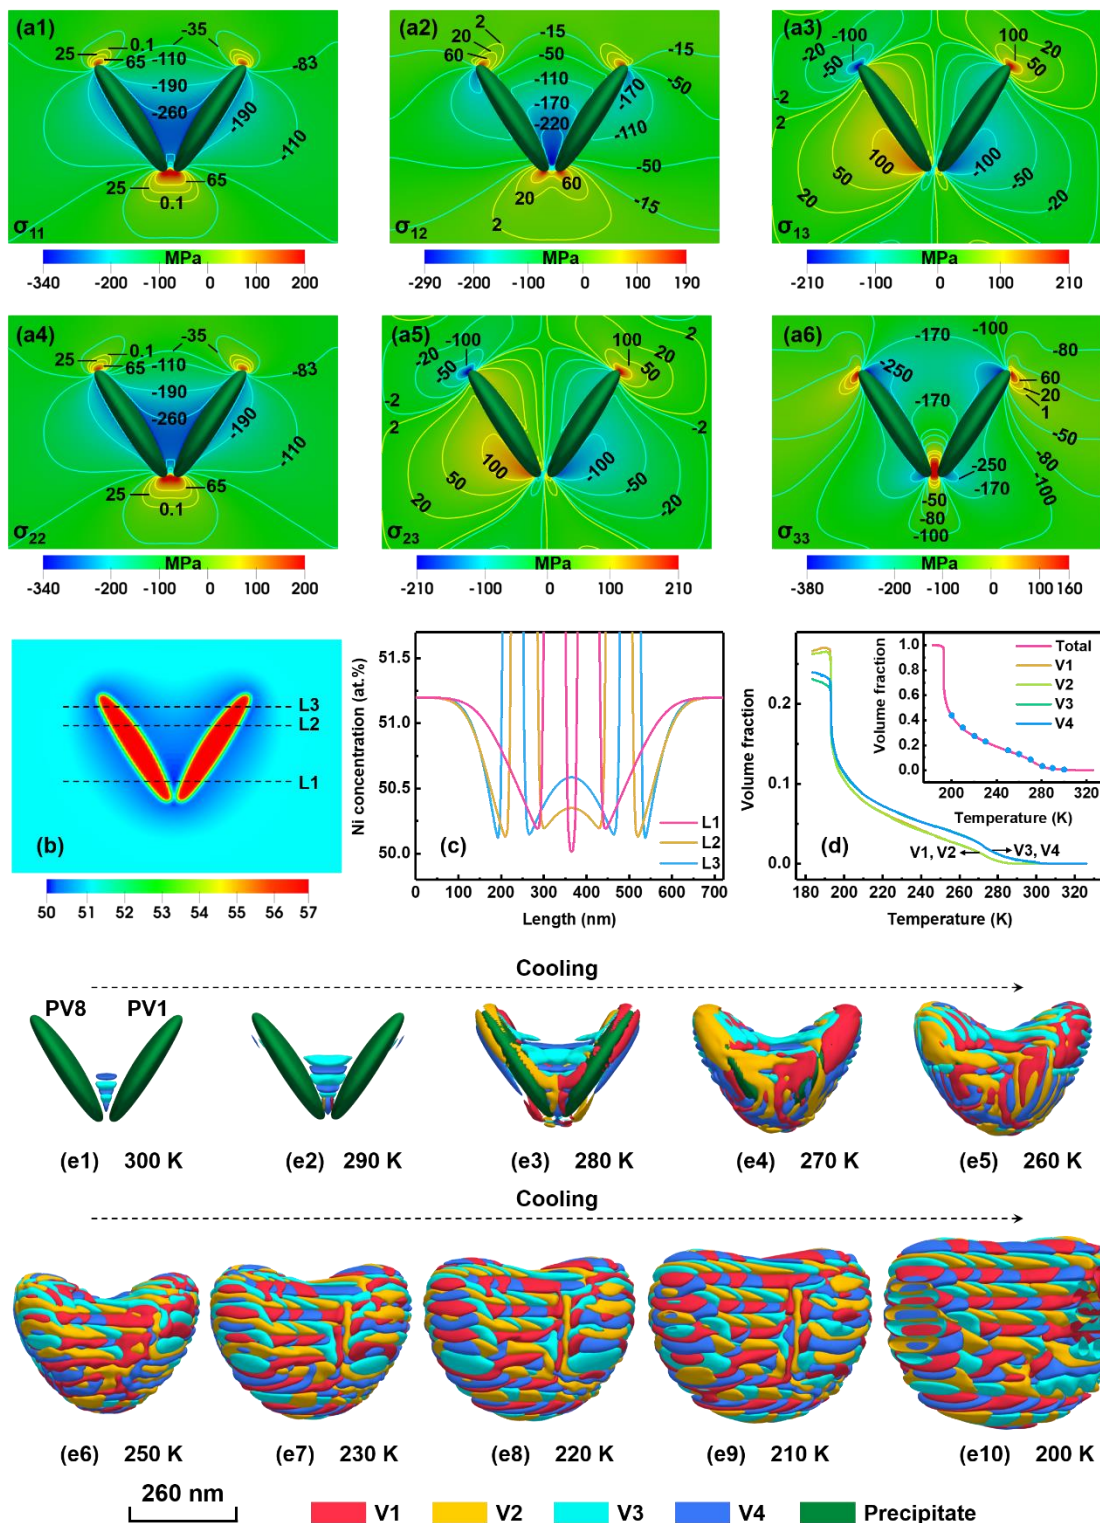 (a1)
0.1
-35
25
65
-110
-83
-190
-260
-190
-110
25
65
0.1
σ11
MPa
-340 -200 -100 0 100 200
(a2)
2
20
60
-15
-50
-15
-110
-50
-170
-170
-220
-110
-50
20
60
-15
2
σ12
MPa
-290 -200 -100 0 100 190
(a3)
-100
-20
-50
100
20
50
-2
2
100
50
20
-100
-50
-20
σ13
MPa
-210 -100 0 100 210
(a4)
0.1
-35
25
65
-110
-83
-190
-260
-190
-110
25
65
0.1
σ22
MPa
-340 -200 -100 0 100 200
(a5)
-100
-20
-50
100
20
50
2
-2
-2
100
50
20
-100
-50
-20
σ23
MPa
-210 -100 0 100 210
(a6)
-170
-100
-80
-250
60
20
1
-170
-50
-80
-100
-250
-170
-50
-80
-100
σ33
MPa
-380 -200 -100 0 100 160
L3
L2
L1
(b)
50 51 52 53 54 55 56 57
Ni concentration (at.%)
51.5
51.0
50.5
50.0
L1
L2
L3
(c)
0 100 200 300 400 500 600 700
Length (nm)
Volume fraction
0.2
0.1
0.0
Volume fraction
1.0
0.8
0.6
0.4
0.2
0.0
Total
V1
V2
V3
V4
200 240 280 320
Temperature (K)
(d)
V1, V2
V3, V4
180 200 220 240 260 280 300 320
Temperature (K)
Cooling
PV8 PV1
(e1) 300 K
(e2) 290 K
(e3) 280 K
(e4) 270 K
(e5) 260 K
Cooling
(e6) 250 K
(e7) 230 K
(e8) 220 K
(e9) 210 K
(e10) 200 K
260 nm
V1 V2 V3 V4 Precipitate